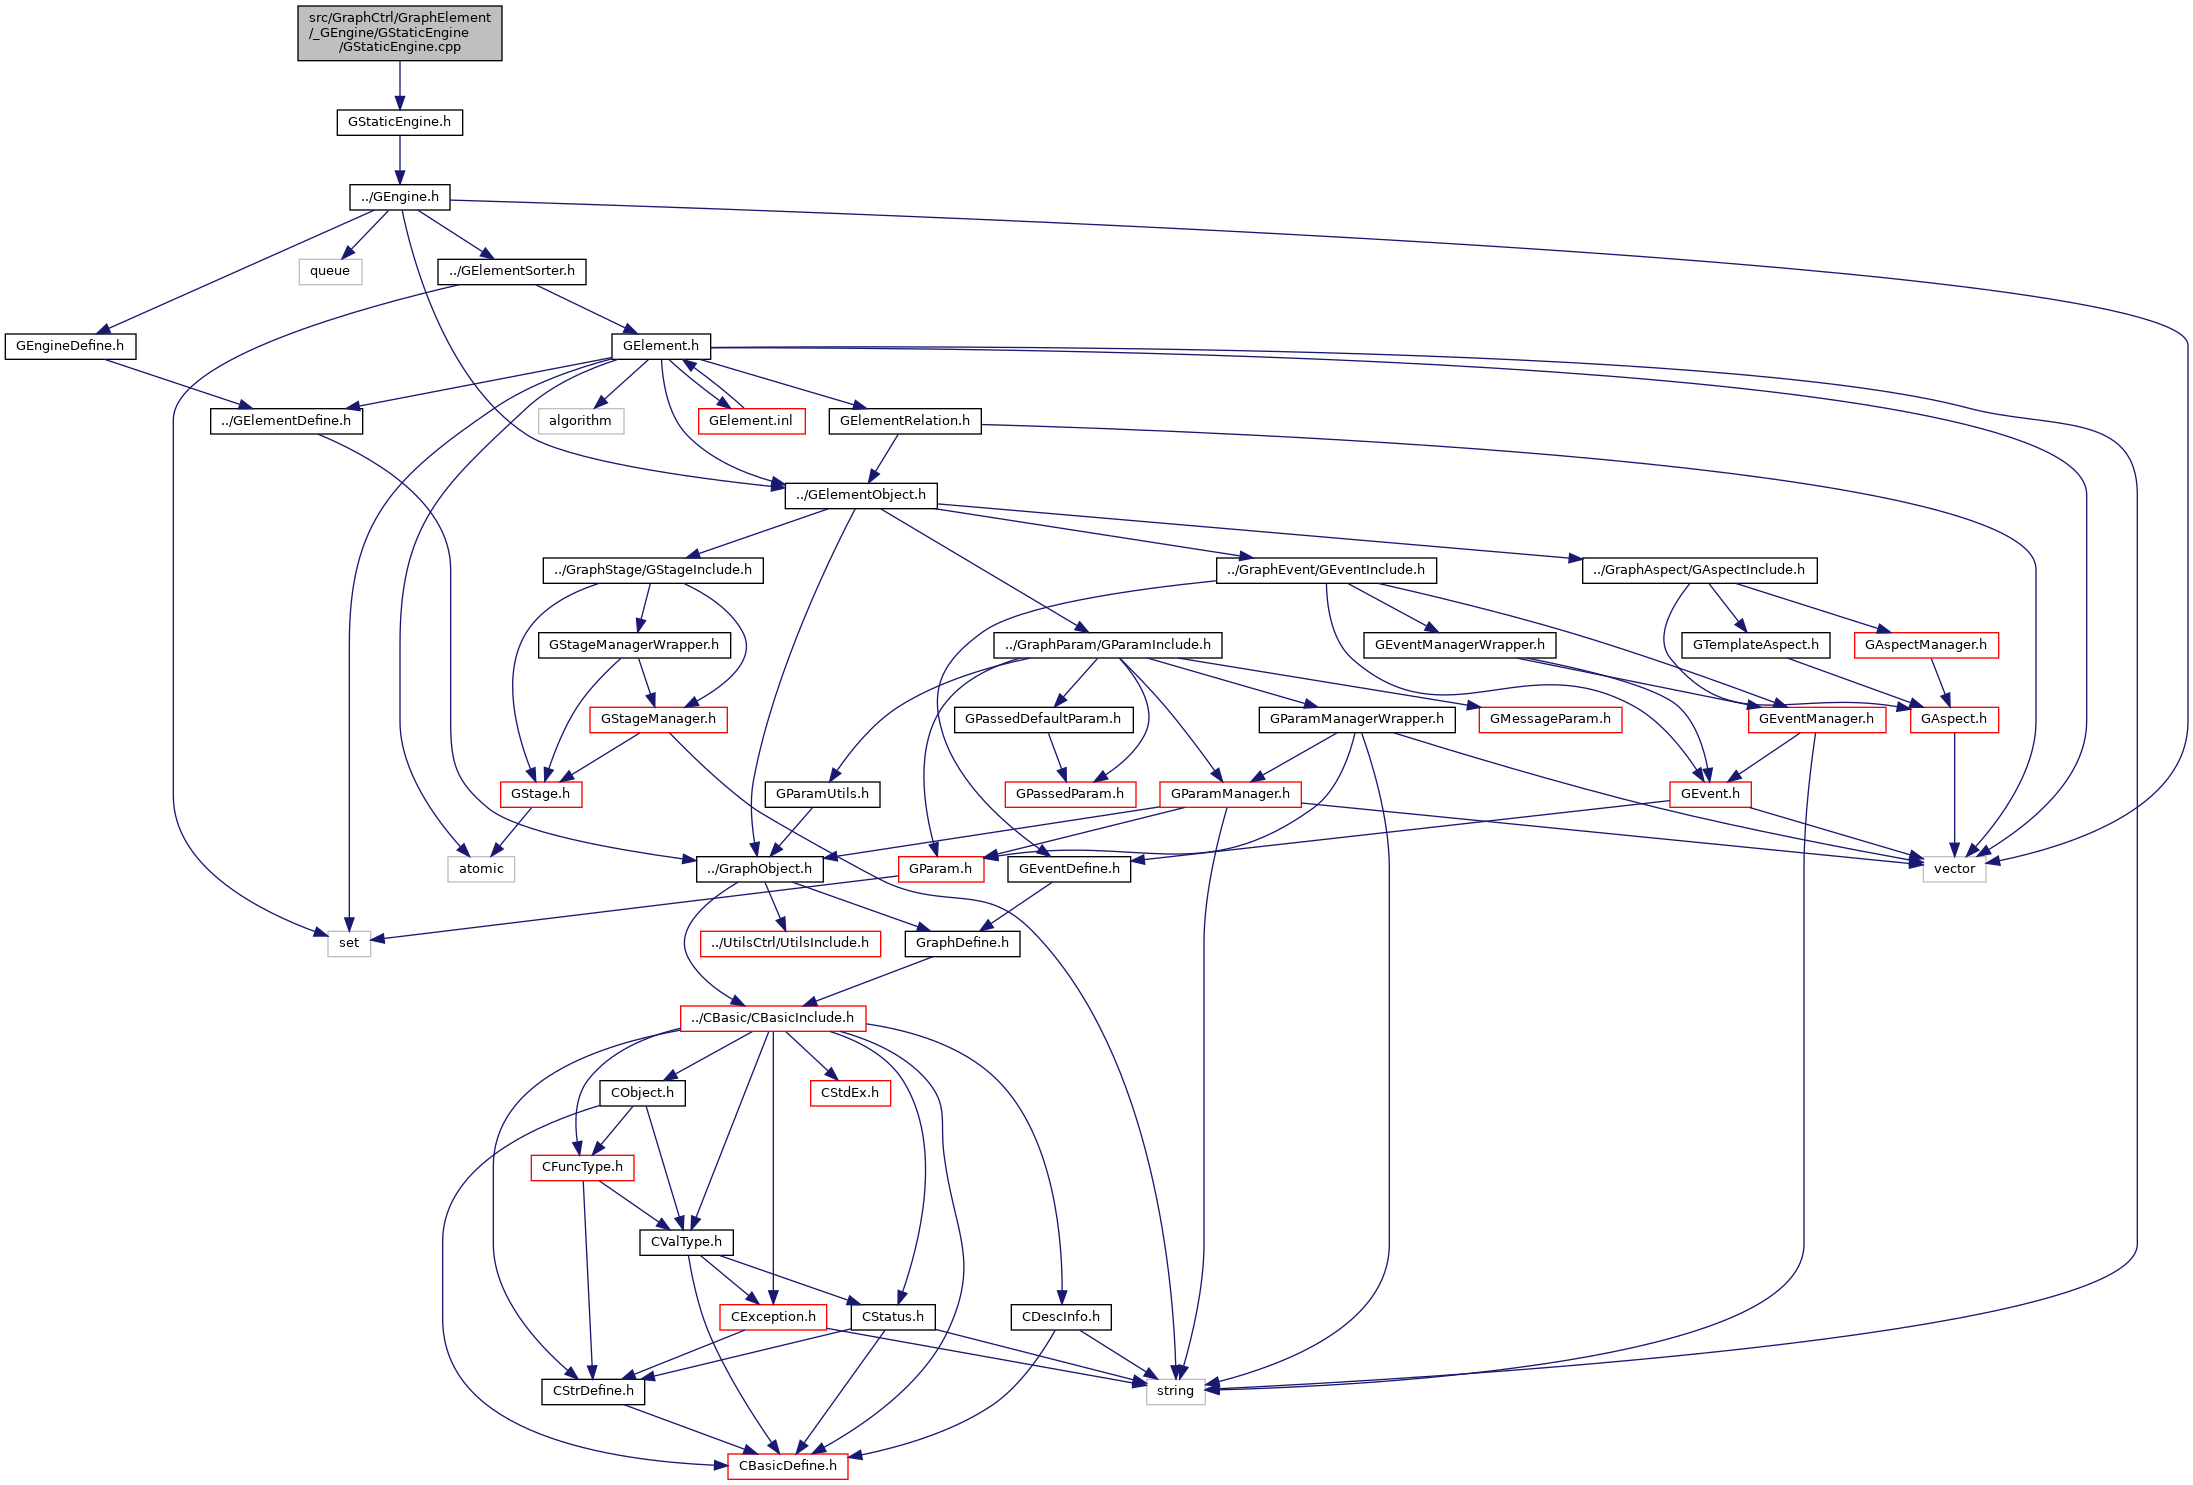 src/GraphCtrl/GraphElement
/_GEngine/GStaticEngine
/GStaticEngine.cpp
GStaticEngine.h
../GEngine.h
queue
../GElementSorter.h
GEngineDefine.h
GElement.h
../GElementDefine.h
algorithm
GElement.inl
GElementRelation.h
../GElementObject.h
../GraphStage/GStageInclude.h
../GraphEvent/GEventInclude.h
../GraphAspect/GAspectInclude.h
GStageManagerWrapper.h
../GraphParam/GParamInclude.h
GEventManagerWrapper.h
GTemplateAspect.h
GAspectManager.h
GStageManager.h
GPassedDefaultParam.h
GParamManagerWrapper.h
GMessageParam.h
GEventManager.h
GAspect.h
GStage.h
GParamUtils.h
GPassedParam.h
GParamManager.h
GEvent.h
atomic
../GraphObject.h
GParam.h
GEventDefine.h
vector
set
../UtilsCtrl/UtilsInclude.h
GraphDefine.h
../CBasic/CBasicInclude.h
CObject.h
CStdEx.h
CFuncType.h
CValType.h
CException.h
CStatus.h
CDescInfo.h
CStrDefine.h
string
CBasicDefine.h